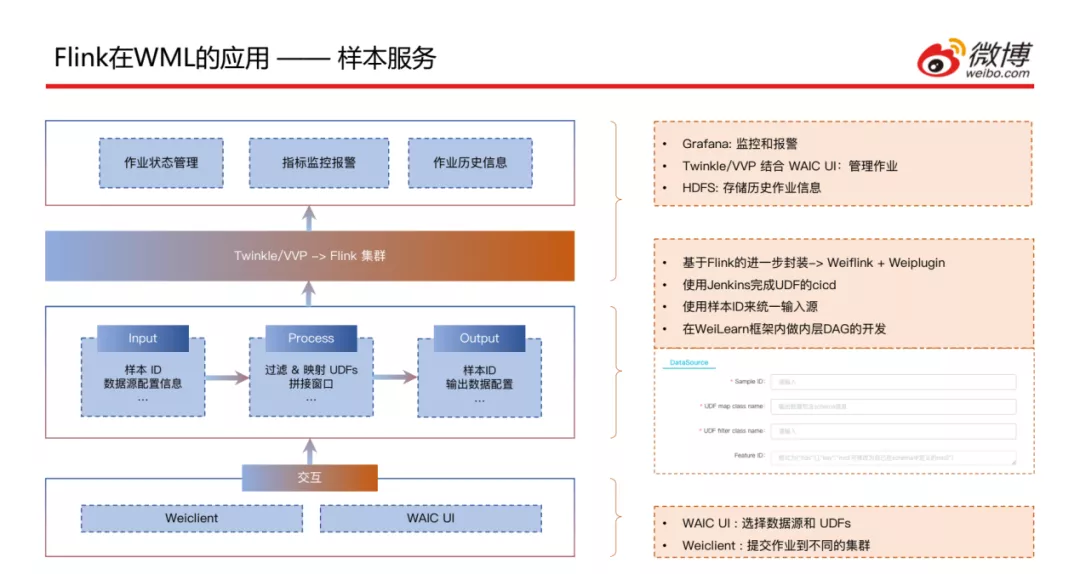 Flink在WML的应用 —— 样本服务
微博
weibo.com
作业状态管理
指标监控报警
作业历史信息
Twinkle/VVP -> Flink 集群
Input
样本 ID
数据源配置信息
...
Process
过滤 & 映射 UDFs
拼接窗口
...
Output
样本ID
输出数据配置
...
交互
Weiclient
WAIC UI
• Grafana: 监控和报警
• Twinkle/VVP 结合 WAIC UI：管理作业
• HDFS: 存储历史作业信息
• 基于Flink的进一步封装-> Weiflink + Weiplugin
• 使用Jenkins完成UDF的cicd
• 使用样本ID来统一输入源
• 在WeiLearn框架内做内层DAG的开发
DataSource
* Sample ID:
请输入
* UDF map class name:
* UDF filter class name:
请输入
Feature ID:
• WAIC UI : 选择数据源和 UDFs
• Weiclient : 提交作业到不同的集群